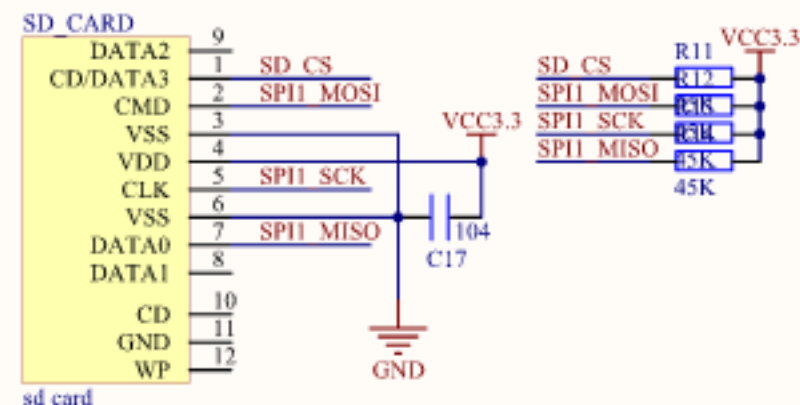 SD_CARD
DATA2 9
CD/DATA3 1 SD_CS
CMD 2 SPI1_MOSI
VSS 3
VDD 4
CLK 5 SPI1_SCK
VSS 6
DATA0 7 SPI1_MISO
DATA1 8
CD 10
GND 11
WP 12
sd card
VCC3.3
104
C17
GND
VCC3.3
R11
SD_CS
R12
SPI1_MOSI
SPI1_SCK
SPI1_MISO
45K
45K